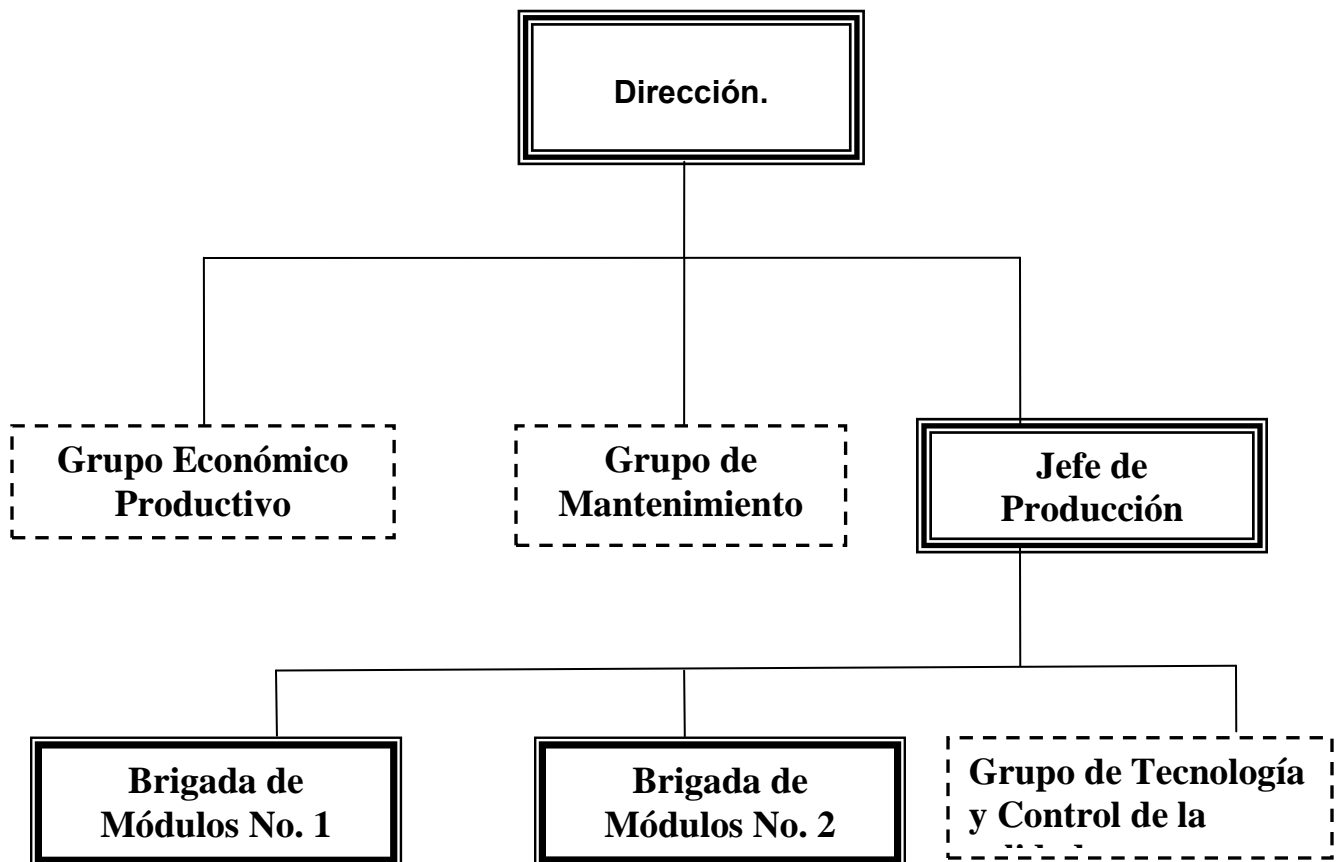 Dirección.
Grupo Económico
Productivo
Grupo de
Mantenimiento
Jefe de
Producción
Brigada de
Módulos No. 1
Brigada de
Módulos No. 2
Grupo de Tecnología
y Control de la